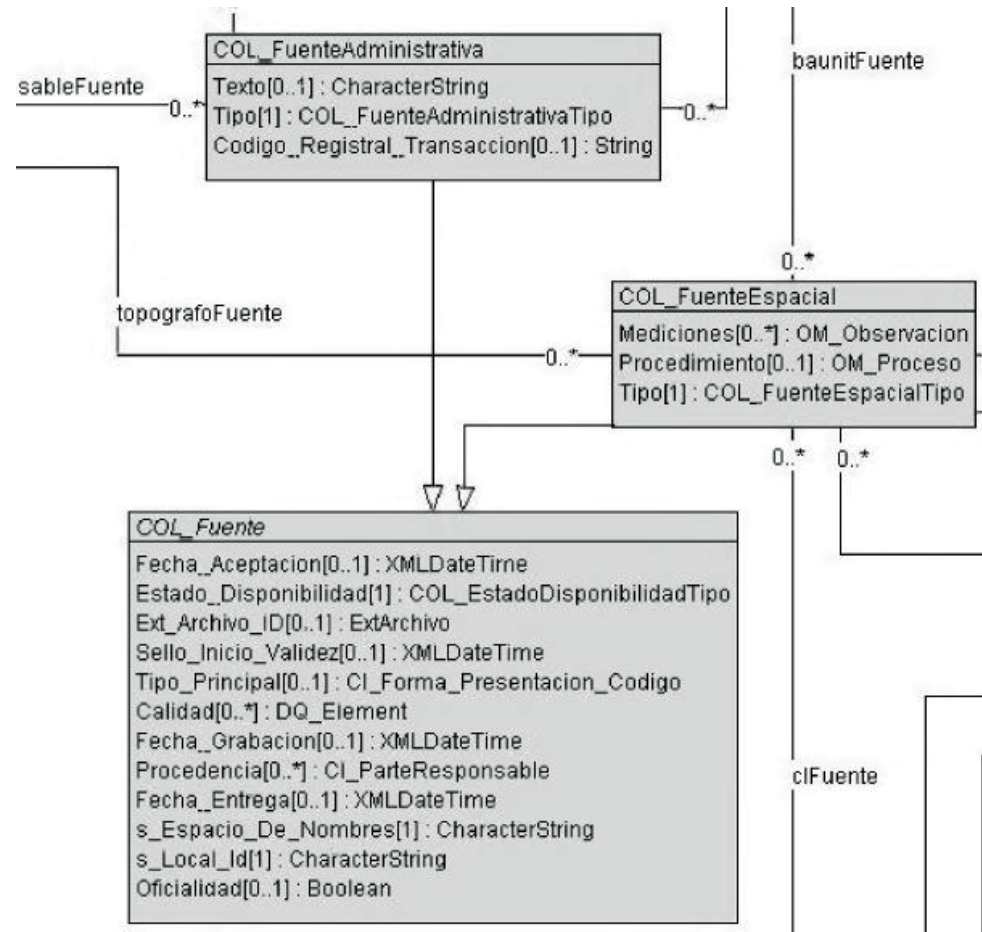 COL_FuenteAdministrativa
Texto[0..1] : CharacterString
Tipo[1] : COL_FuenteAdministrativaTipo
Codigo_Registral_Transaccion[0..1] : String
sableFuente
0..*
0..*
baunitFuente
0..*
COL_FuenteEspacial
Mediciones[0..*] : OM_Observacion
Procedimiento[0..1] : OM_Proceso
Tipo[1] : COL_FuenteEspacialTipo
topografoFuente
0..*
0..*
0..*
COL_Fuente
Fecha_Aceptacion[0..1] : XMLDateTime
Estado_Disponibilidad[1] : COL_EstadoDisponibilidadTipo
Ext_Archivo_ID[0..1] : ExtArchivo
Sello_Inicio_Validez[0..1] : XMLDateTime
Tipo_Principal[0..1] : CI_Forma_Presentacion_Codigo
Calidad[0..*] : DQ_Element
Fecha_Grabacion[0..1] : XMLDateTime
Procedencia[0..*] : CI_ParteResponsable
Fecha_Entrega[0..1] : XMLDateTime
s_Espacio_De_Nombres[1] : CharacterString
s_Local_Id[1] : CharacterString
Oficialidad[0..1] : Boolean
clFuente